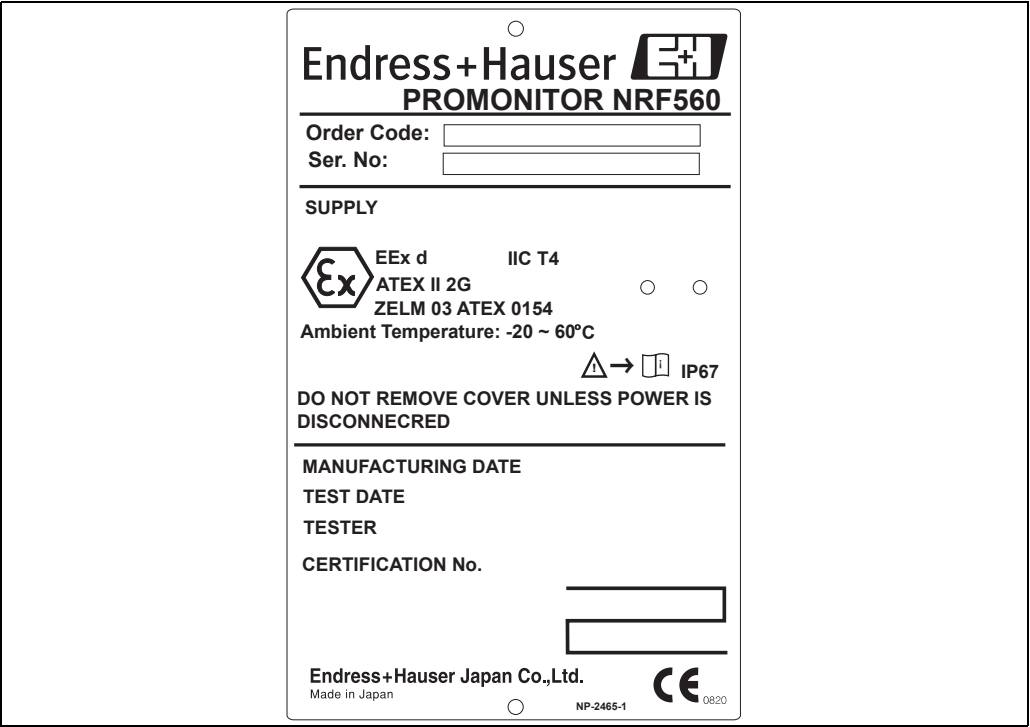 Endress+Hauser
PROMONITOR NRF560
Order Code:
Ser. No:
SUPPLY
Ex
EEx d IIC T4
ATEX II 2G
ZELM 03 ATEX 0154
Ambient Temperature: -20 ~ 60°C
IP67
DO NOT REMOVE COVER UNLESS POWER IS
DISCONNECRED
MANUFACTURING DATE
TEST DATE
TESTER
CERTIFICATION No.
Endress+Hauser Japan Co.,Ltd.
Made in Japan
NP-2465-1
CE 0820